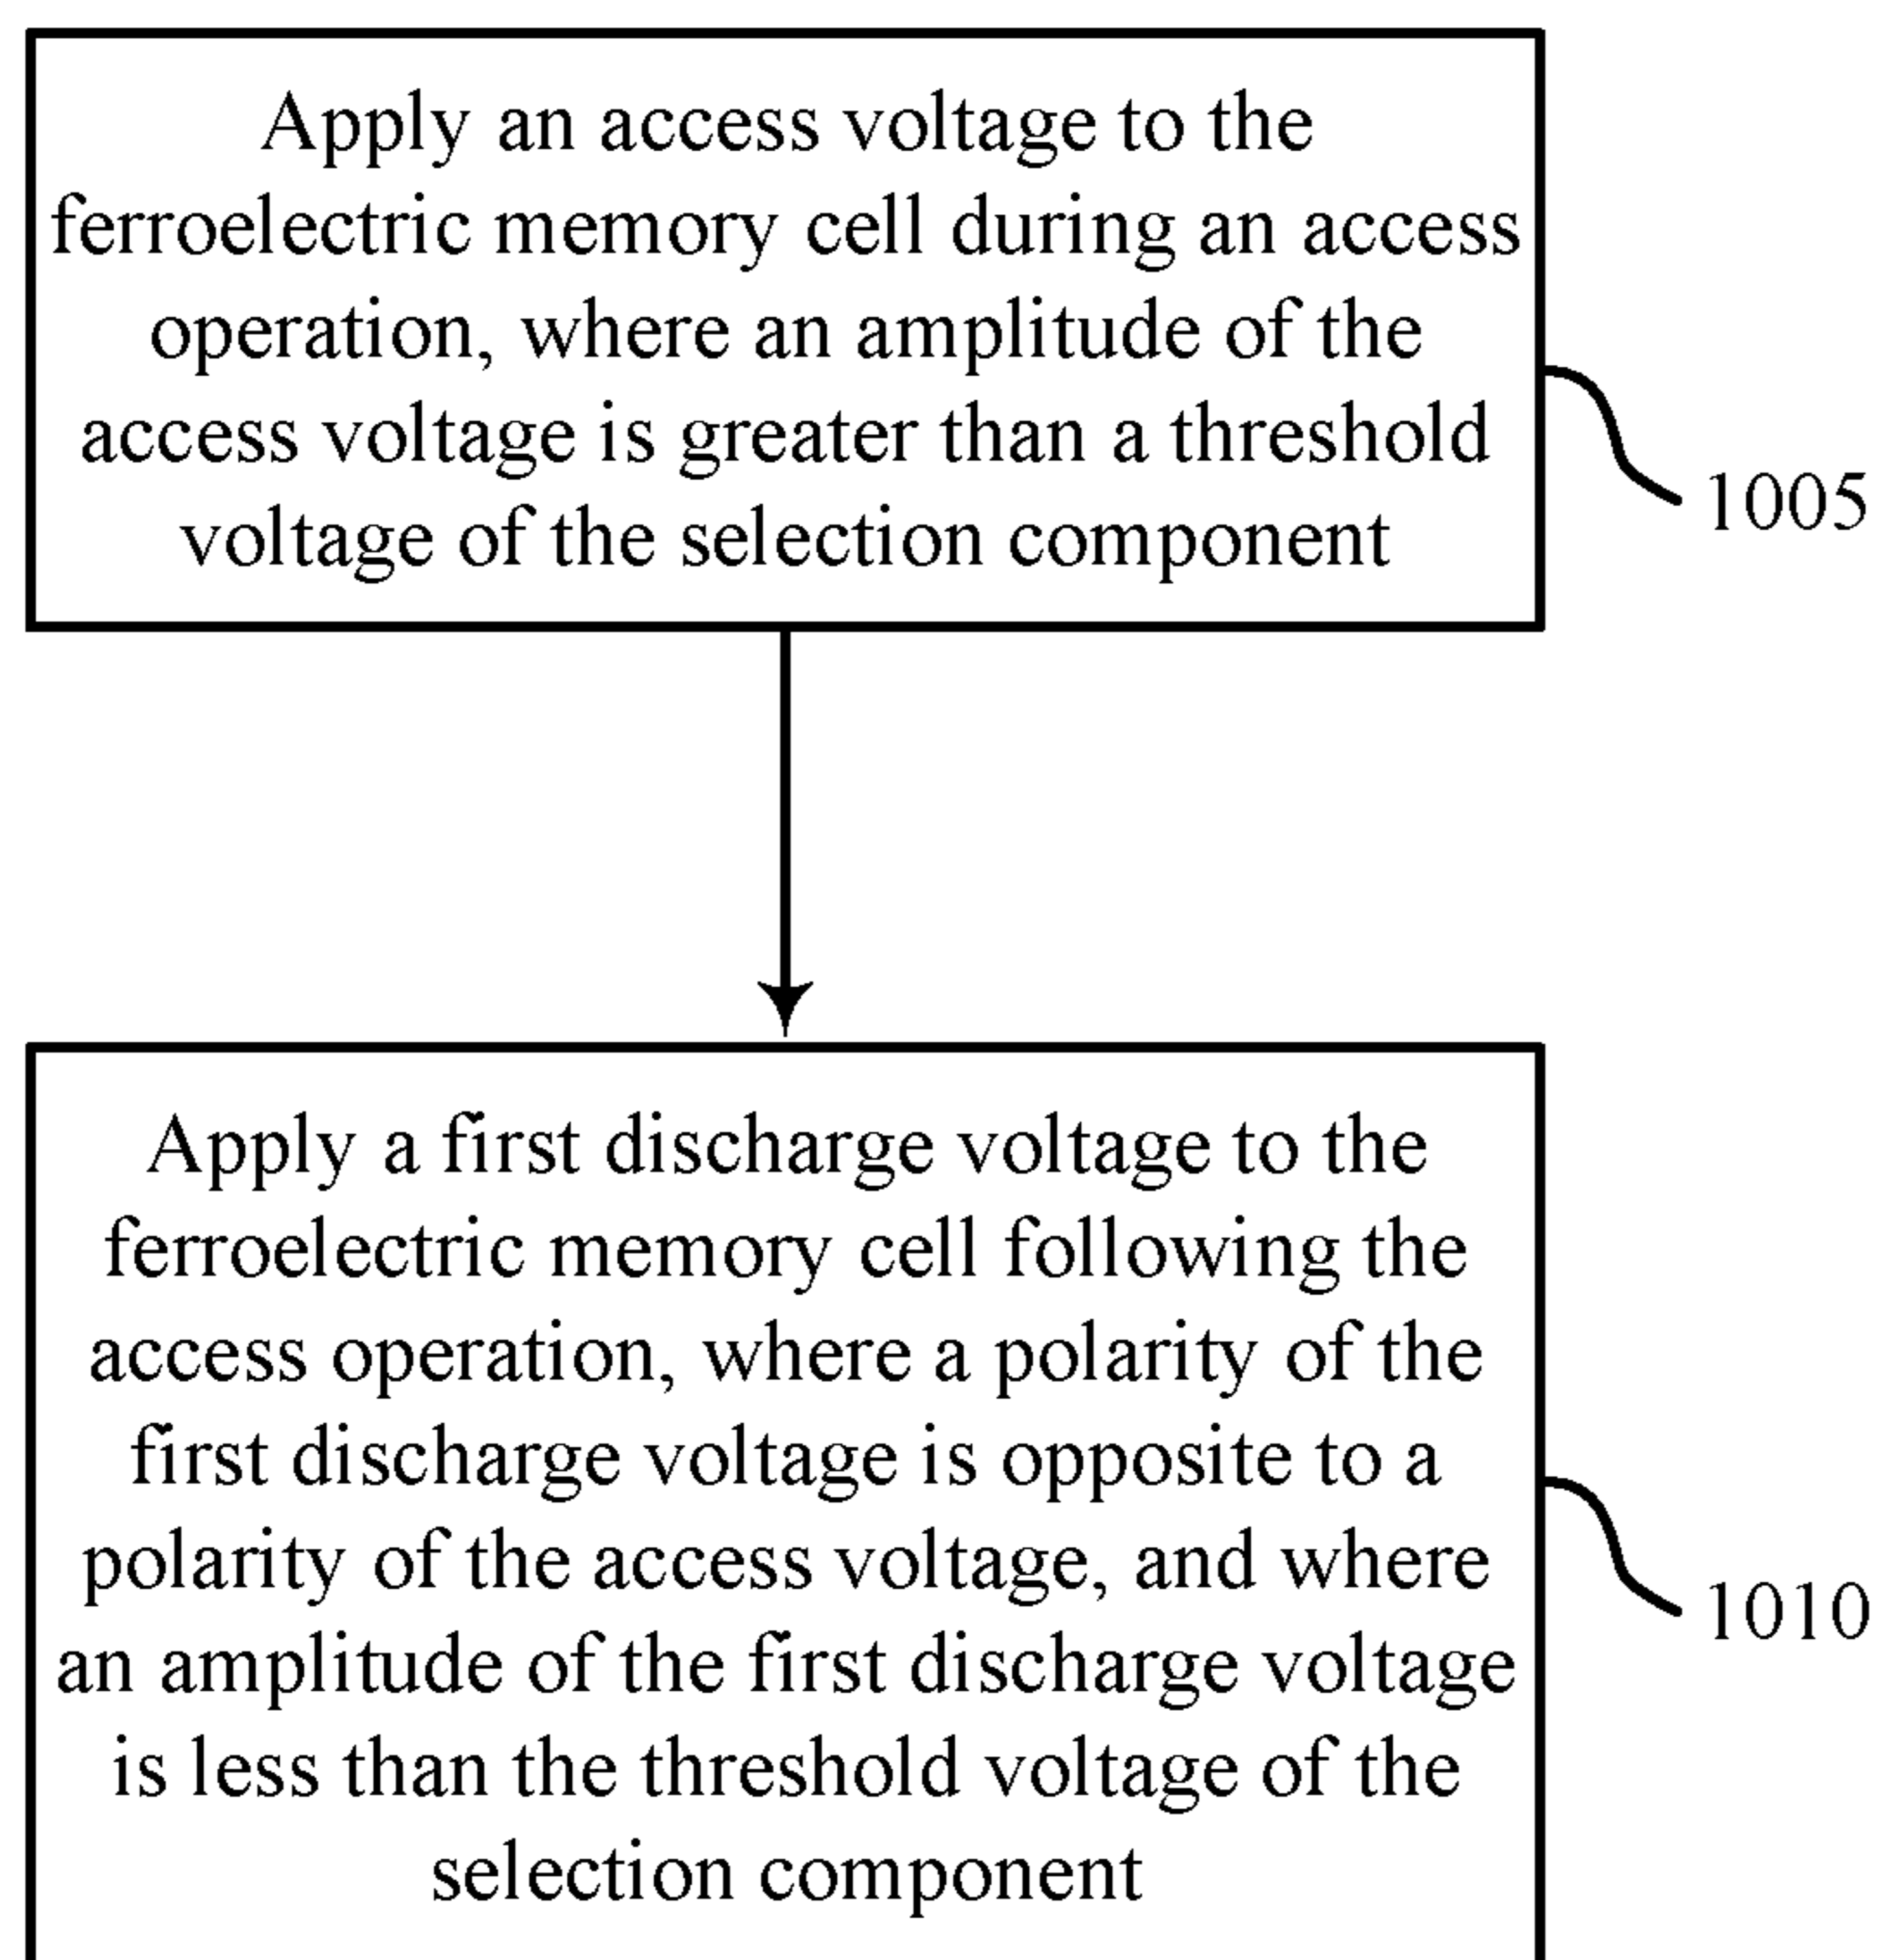 Apply an access voltage to the
ferroelectric memory cell during an access
operation, where an amplitude of the
access voltage is greater than a threshold
voltage of the selection component
1005
Apply a first discharge voltage to the
ferroelectric memory cell following the
access operation, where a polarity of the
first discharge voltage is opposite to a
polarity of the access voltage, and where
an amplitude of the first discharge voltage
is less than the threshold voltage of the
selection component
1010